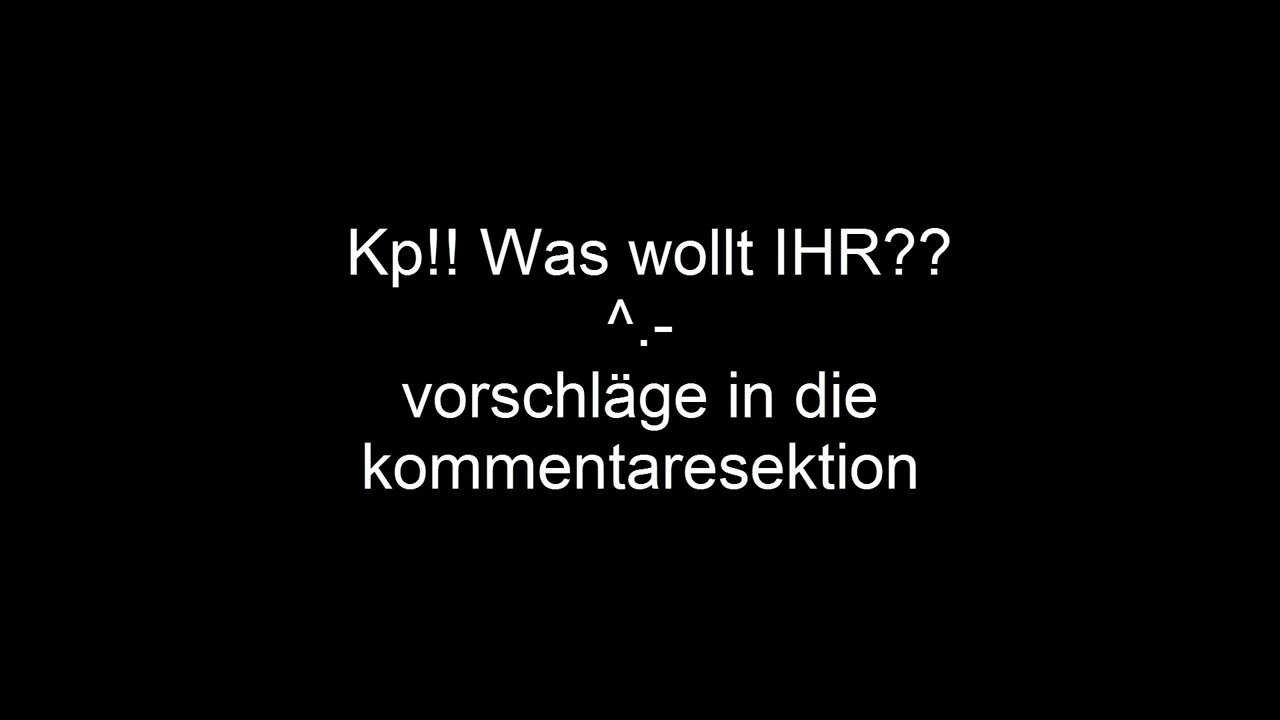 Kp!! Was wollt IHR??
^.-
vorschläge in die
kommentaresektion